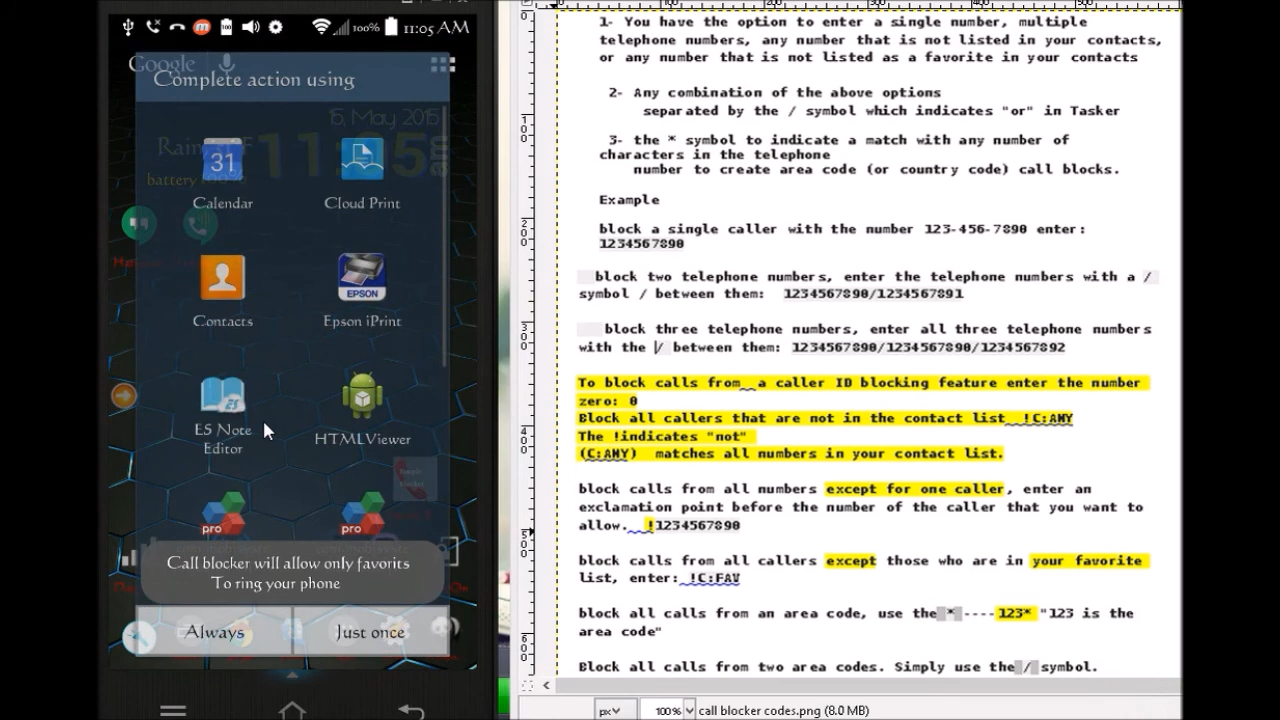 100% 11:05 AM
Google
Complete action using
15, May 2015
31
Calendar
Cloud Print
battery 100%
EPSON
Contacts
Epson iPrint
ES Note
Editor
HTMLViewer
pro
pro
Call blocker will allow only favorits
To ring your phone
Always
Just once
1- You have the option to enter a single number, multiple
telephone numbers, any number that is not listed in your contacts,
or any number that is not listed as a favorite in your contacts
2- Any combination of the above options
separated by the / symbol which indicates "or" in Tasker
3- the * symbol to indicate a match with any number of
characters in the telephone
number to create area code (or country code) call blocks.
Example
block a single caller with the number 123-456-7890 enter:
1234567890
block two telephone numbers, enter the telephone numbers with a /
symbol / between them: 1234567890/1234567891
block three telephone numbers, enter all three telephone numbers
with the / between them: 1234567890/1234567890/1234567892
To block calls from a caller ID blocking feature enter the number
zero: 0
Block all callers that are not in the contact list !C:ANY
The !indicates "not"
(C:ANY) matches all numbers in your contact list.
block calls from all numbers except for one caller, enter an
exclamation point before the number of the caller that you want to
allow. !1234567890
block calls from all callers except those who are in your favorite
list, enter: !C:FAV
block all calls from an area code, use the * ----123* "123 is the
area code"
Block all calls from two area codes. Simply use the / symbol.
px 100% call blocker codes.png (8.0 MB)